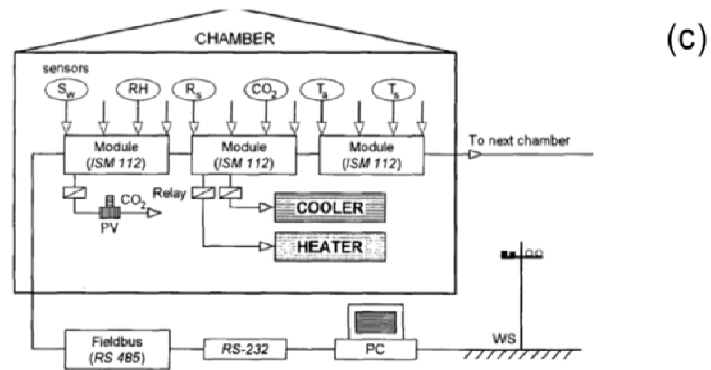 (c)
CHAMBER
sensors
Sw RH Rs CO2 Ta Ts
Module Module Module
(ISM 112) (ISM 112) (ISM 112)
To next chamber
CO2 Relay
PV
COOLER
HEATER
WS
Fieldbus
(RS 485)
RS-232
PC